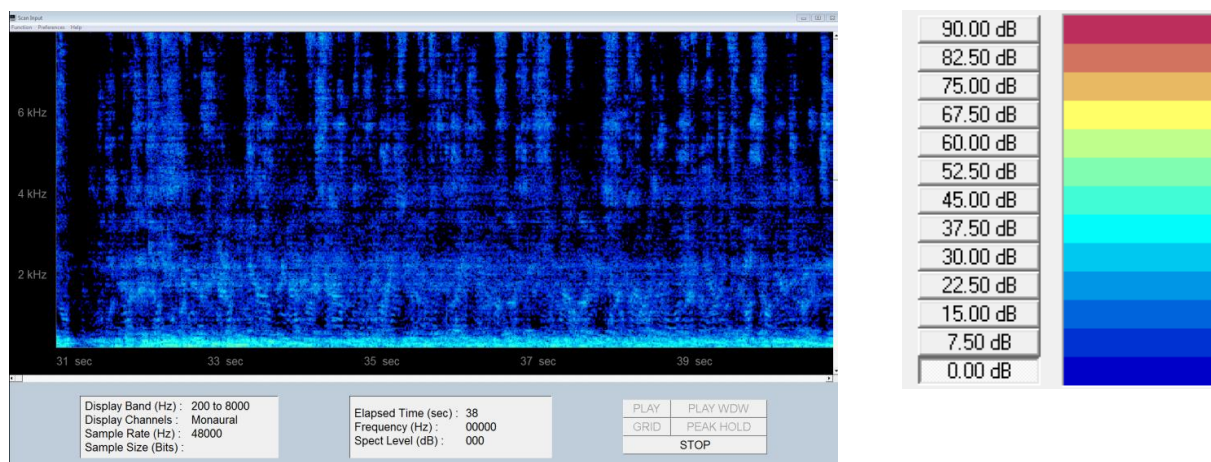 Scan Input
Function Preferences Help
6 kHz
4 kHz
2 kHz
31 sec 33 sec 35 sec 37 sec 39 sec
Display Band (Hz) : 200 to 8000
Display Channels : Monaural
Sample Rate (Hz) : 48000
Sample Size (Bits) :
Elapsed Time (sec) : 38
Frequency (Hz) : 00000
Spect Level (dB) : 000
PLAY PLAY WDW
GRID PEAK HOLD
STOP
90.00 dB
82.50 dB
75.00 dB
67.50 dB
60.00 dB
52.50 dB
45.00 dB
37.50 dB
30.00 dB
22.50 dB
15.00 dB
7.50 dB
0.00 dB